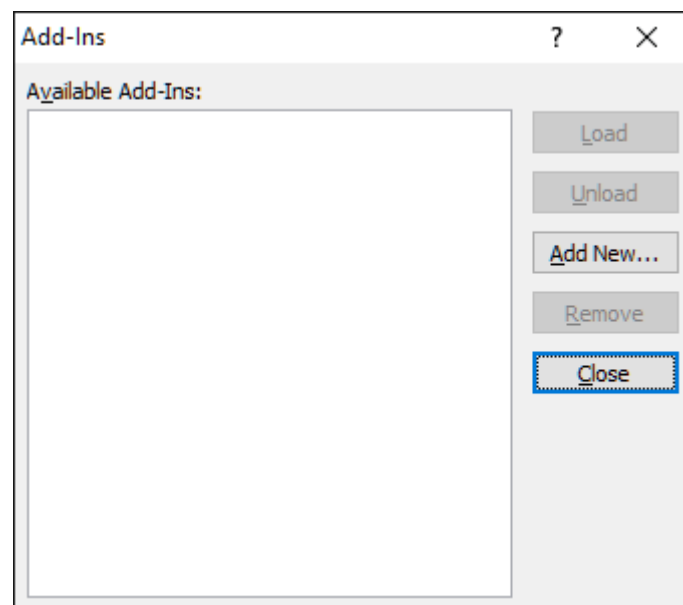 Add-Ins ?
Available Add-Ins:
Load
Unload
Add New...
Remove
Close